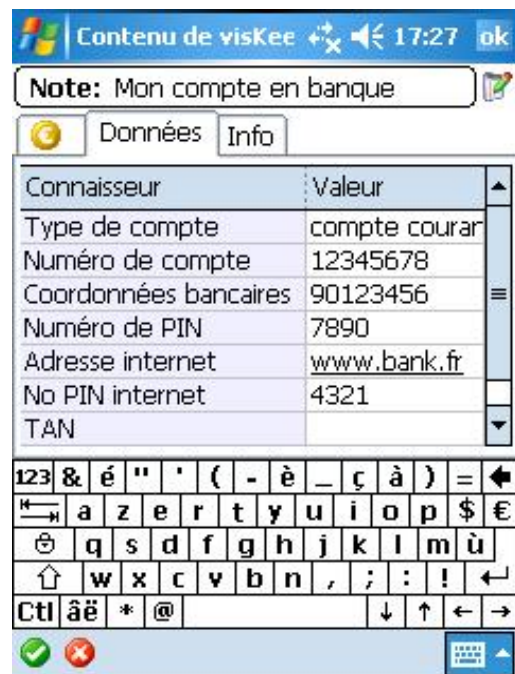 Contenu de visKee 17:27 ok
Note: Mon compte en banque
Données Info
Connaisseur Valeur
Type de compte compte couran
Numéro de compte 12345678
Coordonnées bancaires 90123456
Numéro de PIN 7890
Adresse internet www.bank.fr
No PIN internet 4321
TAN
123 & é " ' ( - è _ ç à ) =
a z e r t y u i o p $ €
q s d f g h j k l m ù
w x c v b n , ; : !
Ctl âë * @ ↓ ↑ ← →